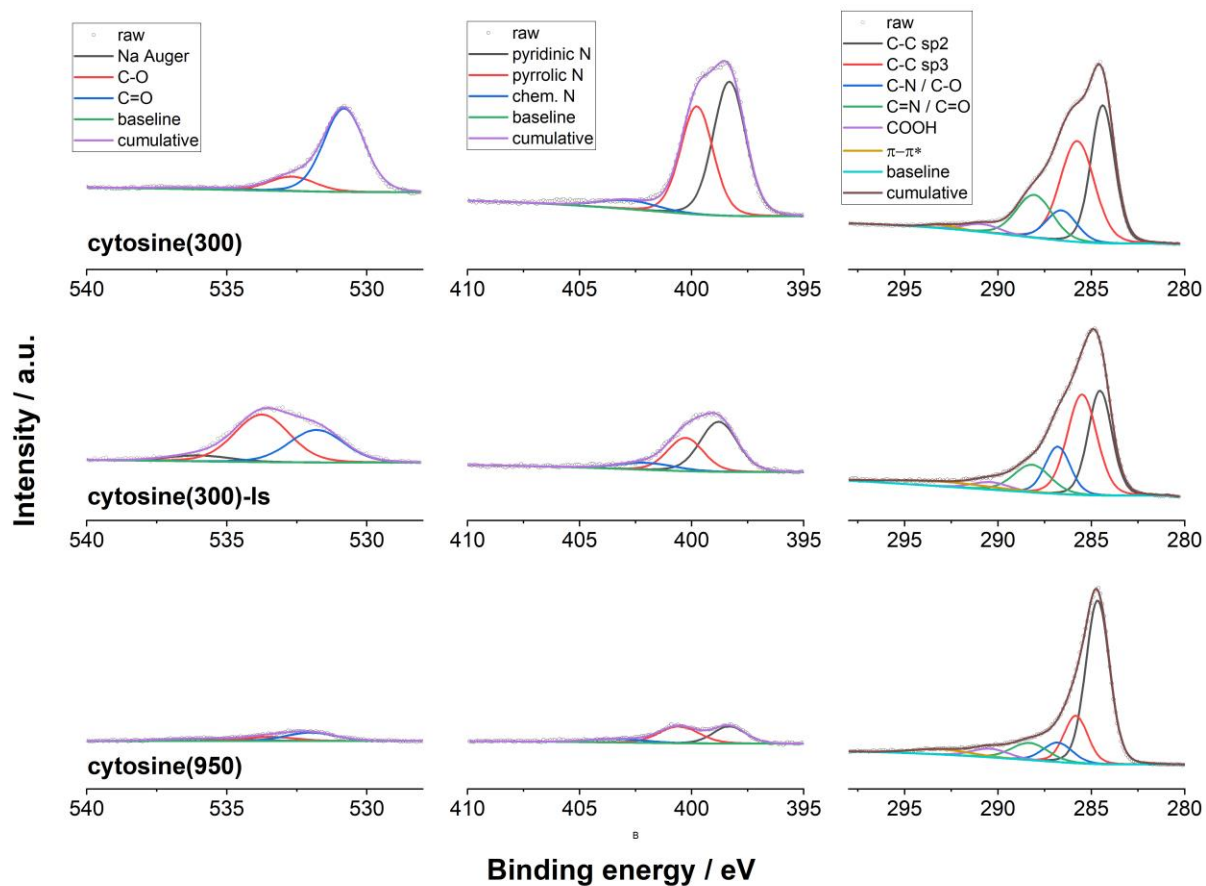 raw
Na Auger
C-O
C=O
baseline
cumulative
raw
pyridinic N
pyrrolic N
chem. N
baseline
cumulative
raw
C-C sp2
C-C sp3
C-N / C-O
C=N / C=O
COOH
π–π*
baseline
cumulative
cytosine(300)
540 535 530
410 405 400 395
295 290 285 280
Intensity / a.u.
cytosine(300)-ls
540 535 530
410 405 400 395
295 290 285 280
cytosine(950)
540 535 530
410 405 400 395
295 290 285 280
B
Binding energy / eV